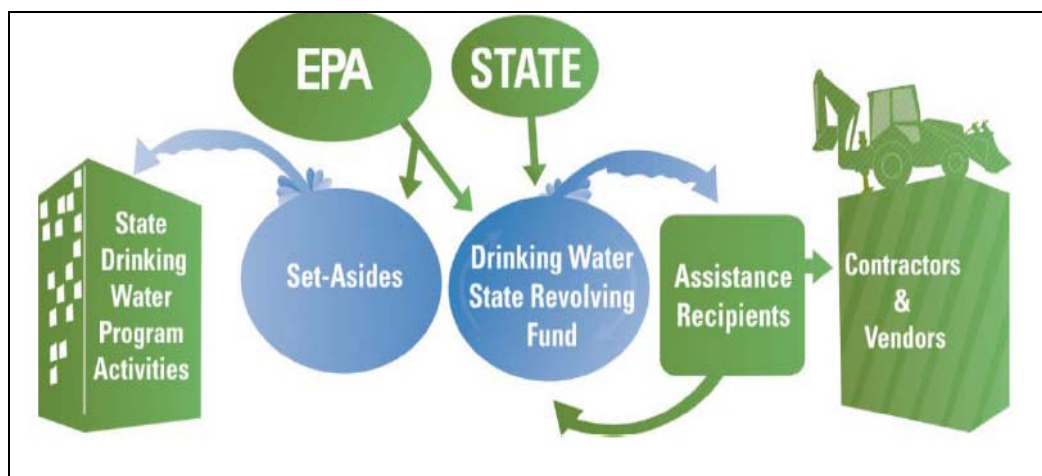 EPA
STATE
State
Drinking
Water
Program
Activities
Set-Asides
Drinking Water
State Revolving
Fund
Assistance
Recipients
Contractors
&
Vendors